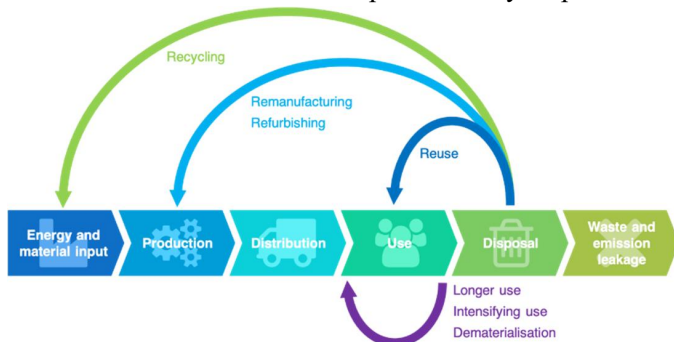 Recycling
Remanufacturing
Refurbishing
Reuse
Energy and
material input
Production
Distribution
Use
Disposal
Waste and
emission
leakage
Longer use
Intensifying use
Dematerialisation